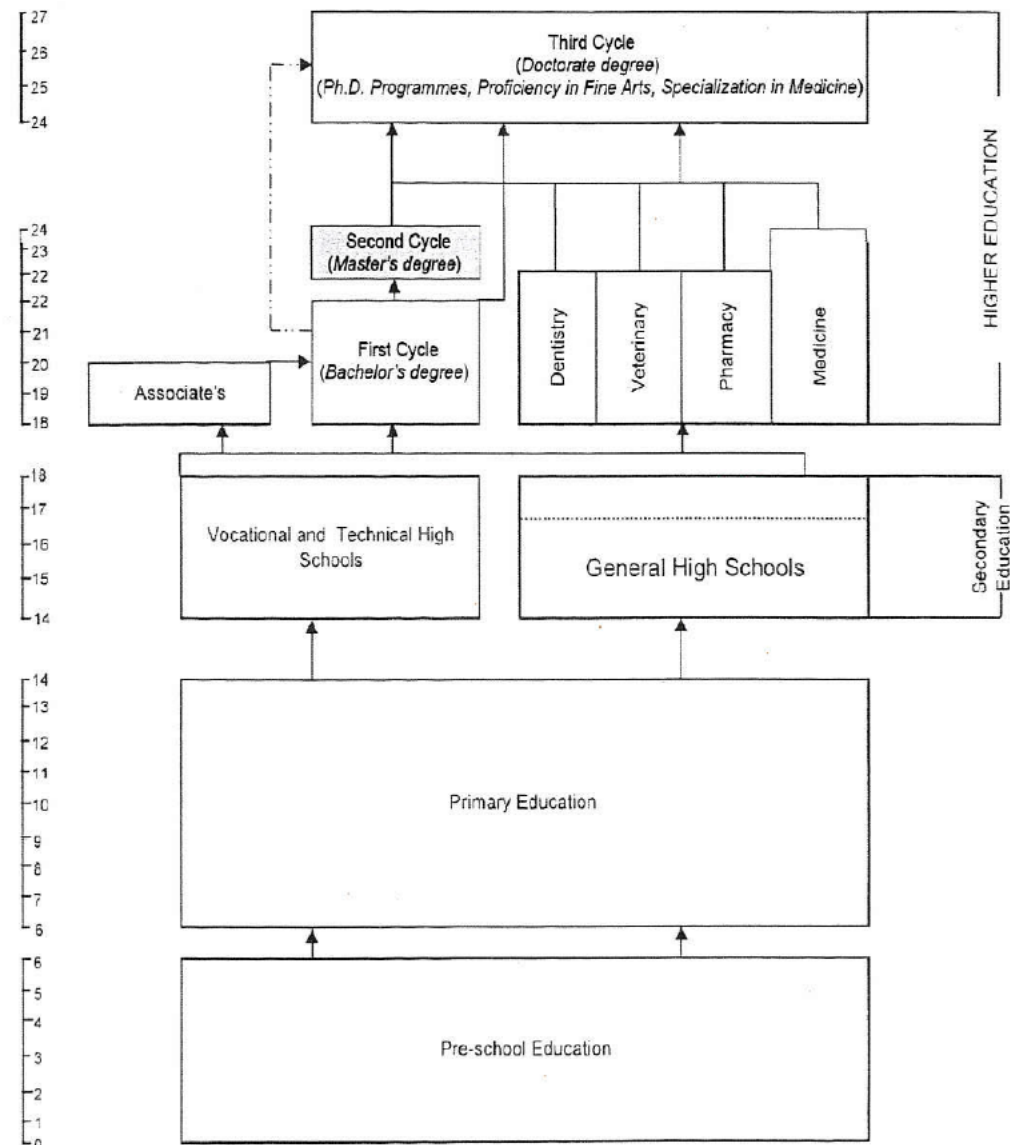 27
26
25
24
Third Cycle
(Doctorate degree)
(Ph.D. Programmes, Proficiency in Fine Arts, Specialization in Medicine)
HIGHER EDUCATION
24
23
22
22
21
20
19
18
Second Cycle
(Master's degree)
First Cycle
(Bachelor's degree)
Associate's
Dentistry
Veterinary
Pharmacy
Medicine
18
17
16
15
14
Vocational and Technical High
Schools
General High Schools
Secondary
Education
14
13
12
11
10
9
8
7
6
Primary Education
6
5
4
3
2
1
0
Pre-school Education